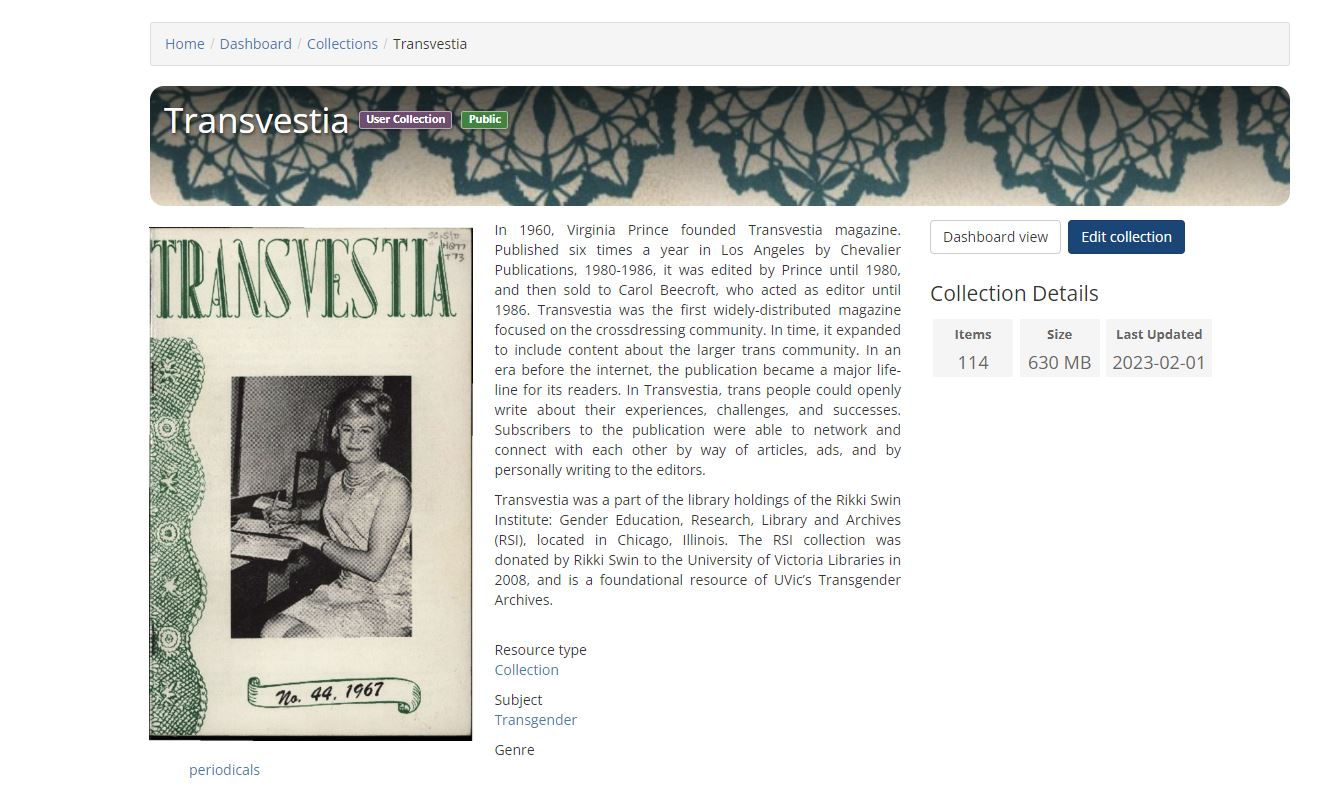 Home / Dashboard / Collections / Transvestia
Transvestia User Collection Public
TRANSVESTIA
HQ77
T73
No. 44, 1967
In 1960, Virginia Prince founded Transvestia magazine.
Published six times a year in Los Angeles by Chevalier
Publications, 1980-1986, it was edited by Prince until 1980,
and then sold to Carol Beecroft, who acted as editor until
1986. Transvestia was the first widely-distributed magazine
focused on the crossdressing community. In time, it expanded
to include content about the larger trans community. In an
era before the internet, the publication became a major life-
line for its readers. In Transvestia, trans people could openly
write about their experiences, challenges, and successes.
Subscribers to the publication were able to network and
connect with each other by way of articles, ads, and by
personally writing to the editors.
Transvestia was a part of the library holdings of the Rikki Swin
Institute: Gender Education, Research, Library and Archives
(RSI), located in Chicago, Illinois. The RSI collection was
donated by Rikki Swin to the University of Victoria Libraries in
2008, and is a foundational resource of UVic’s Transgender
Archives.
Resource type
Collection
Subject
Transgender
Genre
periodicals
Dashboard view Edit collection
Collection Details
Items Size Last Updated
114 630 MB 2023-02-01